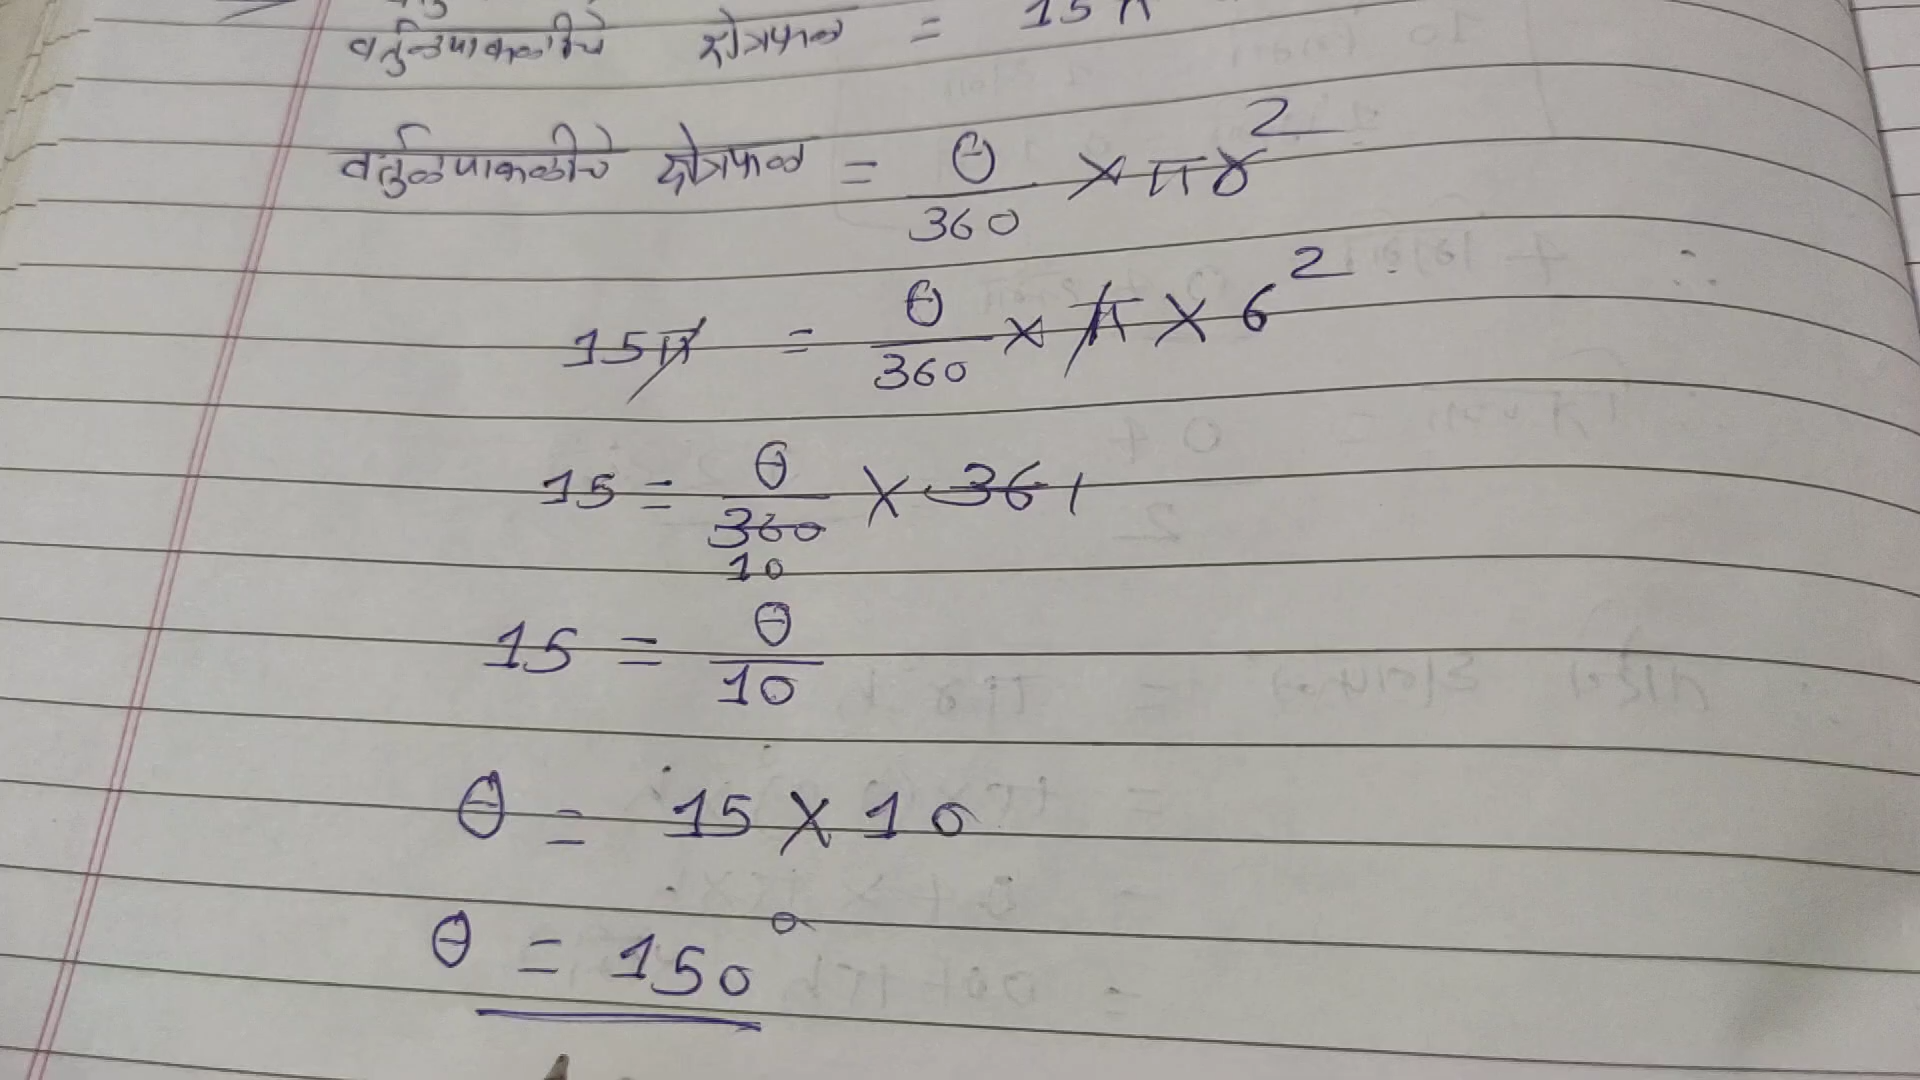 वर्तुळपाकळीचे क्षेत्रफळ = 15π
वर्तुळपाकळीचे क्षेत्रफळ = θ/360 × πr²
15π = θ/360 × π × 6²
15 = θ/360 × 36 1
10
15 = θ/10
θ = 15 × 10
θ = 150°